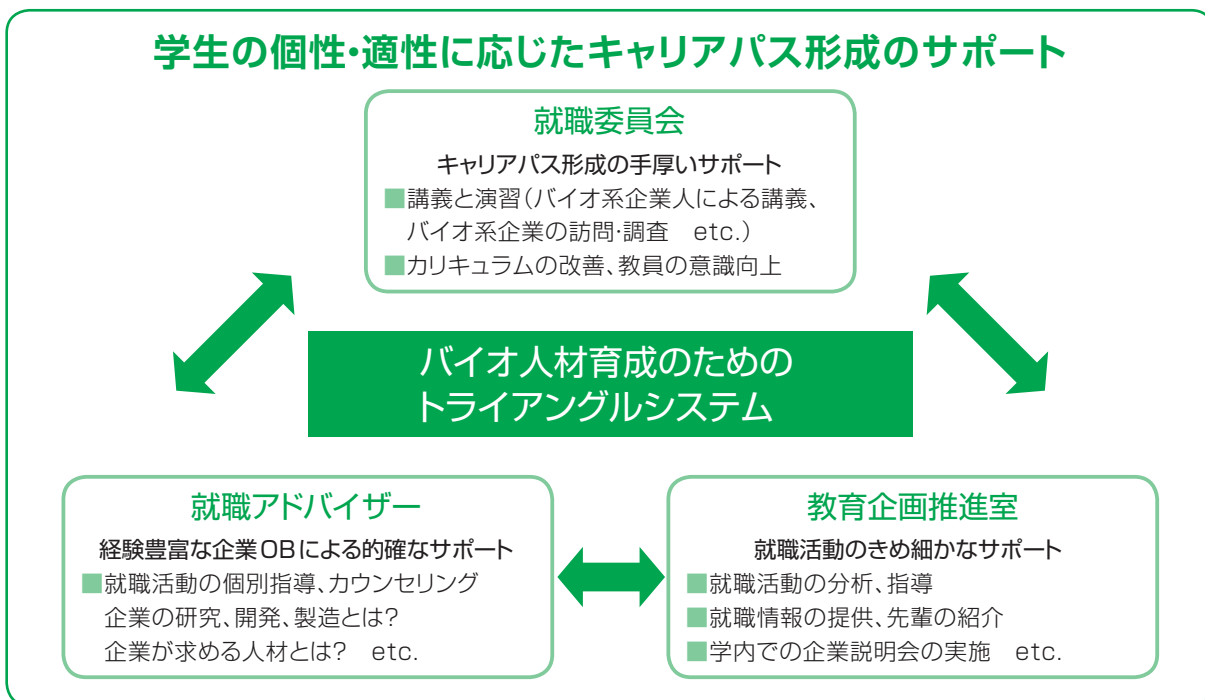 学生の個性・適性に応じたキャリアパス形成のサポート
就職委員会
キャリアパス形成の手厚いサポート
■講義と演習(バイオ系企業人による講義、
バイオ系企業の訪問・調査　etc.)
■カリキュラムの改善、教員の意識向上
バイオ人材育成のための
トライアングルシステム
就職アドバイザー
経験豊富な企業OBによる的確なサポート
■就職活動の個別指導、カウンセリング
企業の研究、開発、製造とは?
企業が求める人材とは?　etc.
教育企画推進室
就職活動のきめ細かなサポート
■就職活動の分析、指導
■就職情報の提供、先輩の紹介
■学内での企業説明会の実施　etc.